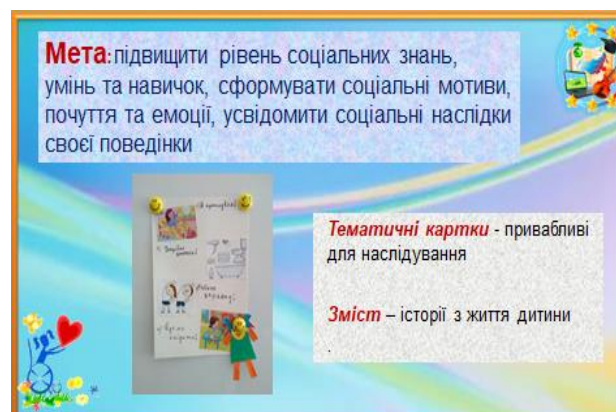 Мета: підвищити рівень соціальних знань,
умінь та навичок, сформувати соціальні мотиви,
почуття та емоції, усвідомити соціальні наслідки
своєї поведінки
Тематичні картки - привабливі
для наслідування
Зміст – історії з життя дитини
.